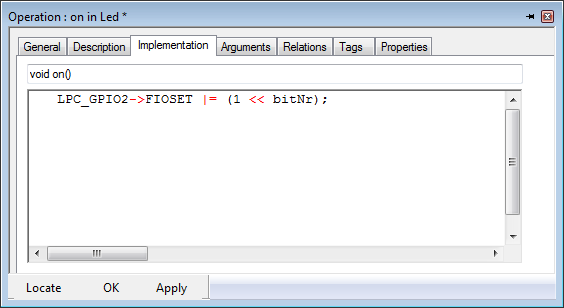 Operation : on in Led *
General Description Implementation Arguments Relations Tags Properties
void on()
LPC_GPIO2->FIOSET |= (1 << bitNr);
Locate OK Apply